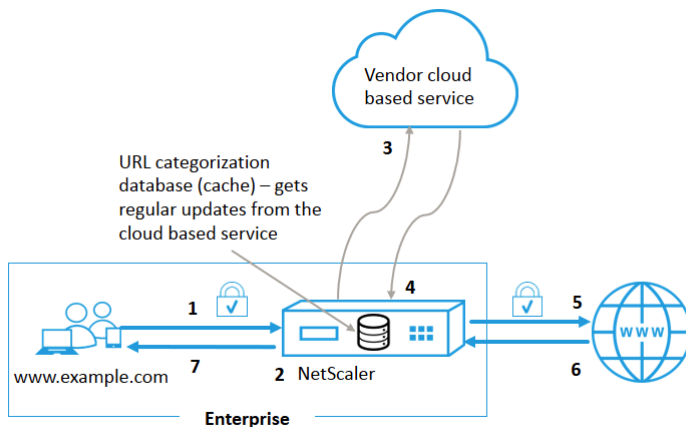 Vendor cloud
based service
3
URL categorization
database (cache) – gets
regular updates from the
cloud based service
1
4
5
www
7
2
NetScaler
6
www.example.com
Enterprise